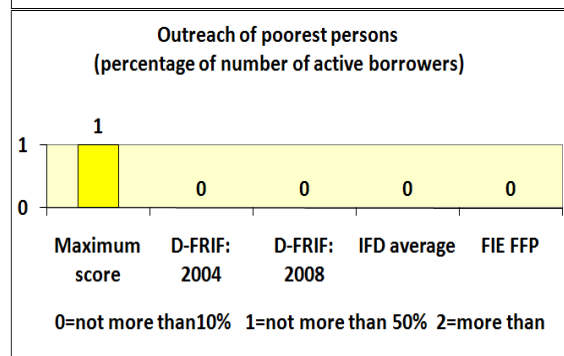 Outreach of poorest persons
(percentage of number of active borrowers)
1
1
0 0 0 0
0
Maximum score D-FRIF: 2004 D-FRIF: 2008 IFD average FIE FFP
0=not more than10% 1=not more than 50% 2=more than